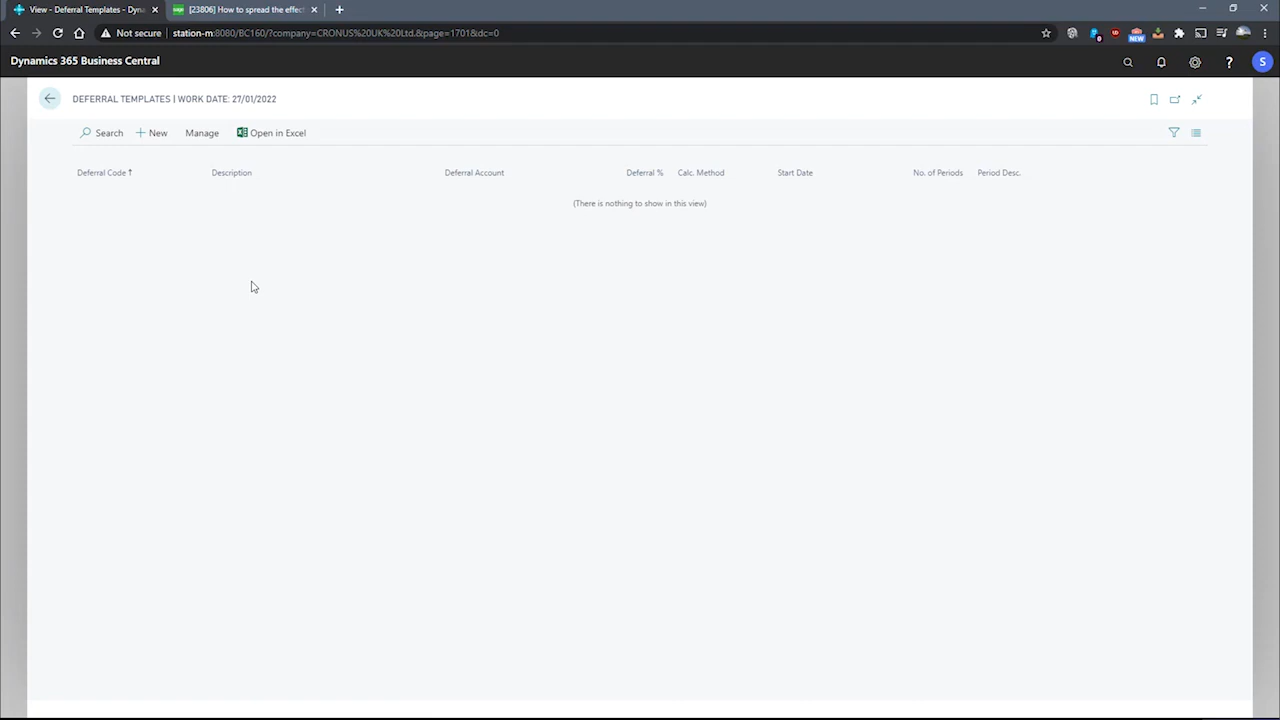 View - Deferral Templates - Dyna
[23806] How to spread the effect
Not secure station-m:8080/BC160/?company=CRONUS%20UK%20Ltd.&page=1701&dc=0
NEW
Dynamics 365 Business Central
? S
DEFERRAL TEMPLATES | WORK DATE: 27/01/2022
Search New Manage Open in Excel
Deferral Code ↑ Description Deferral Account Deferral % Calc. Method Start Date No. of Periods Period Desc.
(There is nothing to show in this view)